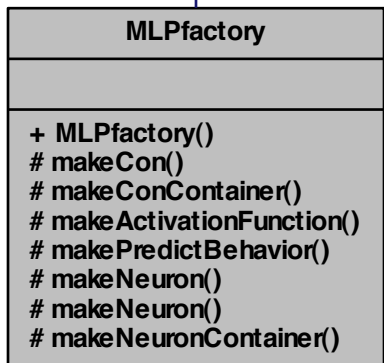 MLPfactory
+ MLPfactory()
# makeCon()
# makeConContainer()
# makeActivationFunction()
# makePredictBehavior()
# makeNeuron()
# makeNeuron()
# makeNeuronContainer()